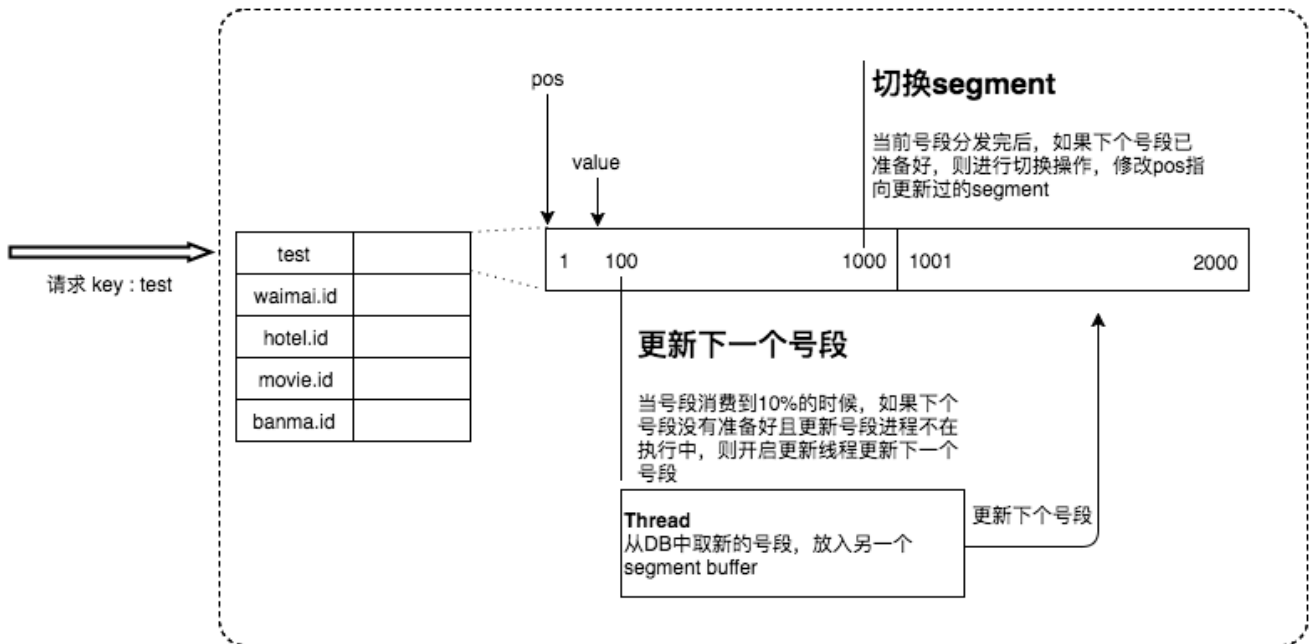 pos
切换segment
当前号段分发完后，如果下个号段已
准备好，则进行切换操作，修改pos指
向更新过的segment
value
请求 key : test
test
waimai.id
hotel.id
movie.id
banma.id
1 100 1000 1001 2000
更新下一个号段
当号段消费到10%的时候，如果下个
号段没有准备好且更新号段进程不在
执行中，则开启更新线程更新下一个
号段
Thread
从DB中取新的号段，放入另一个
segment buffer
更新下个号段